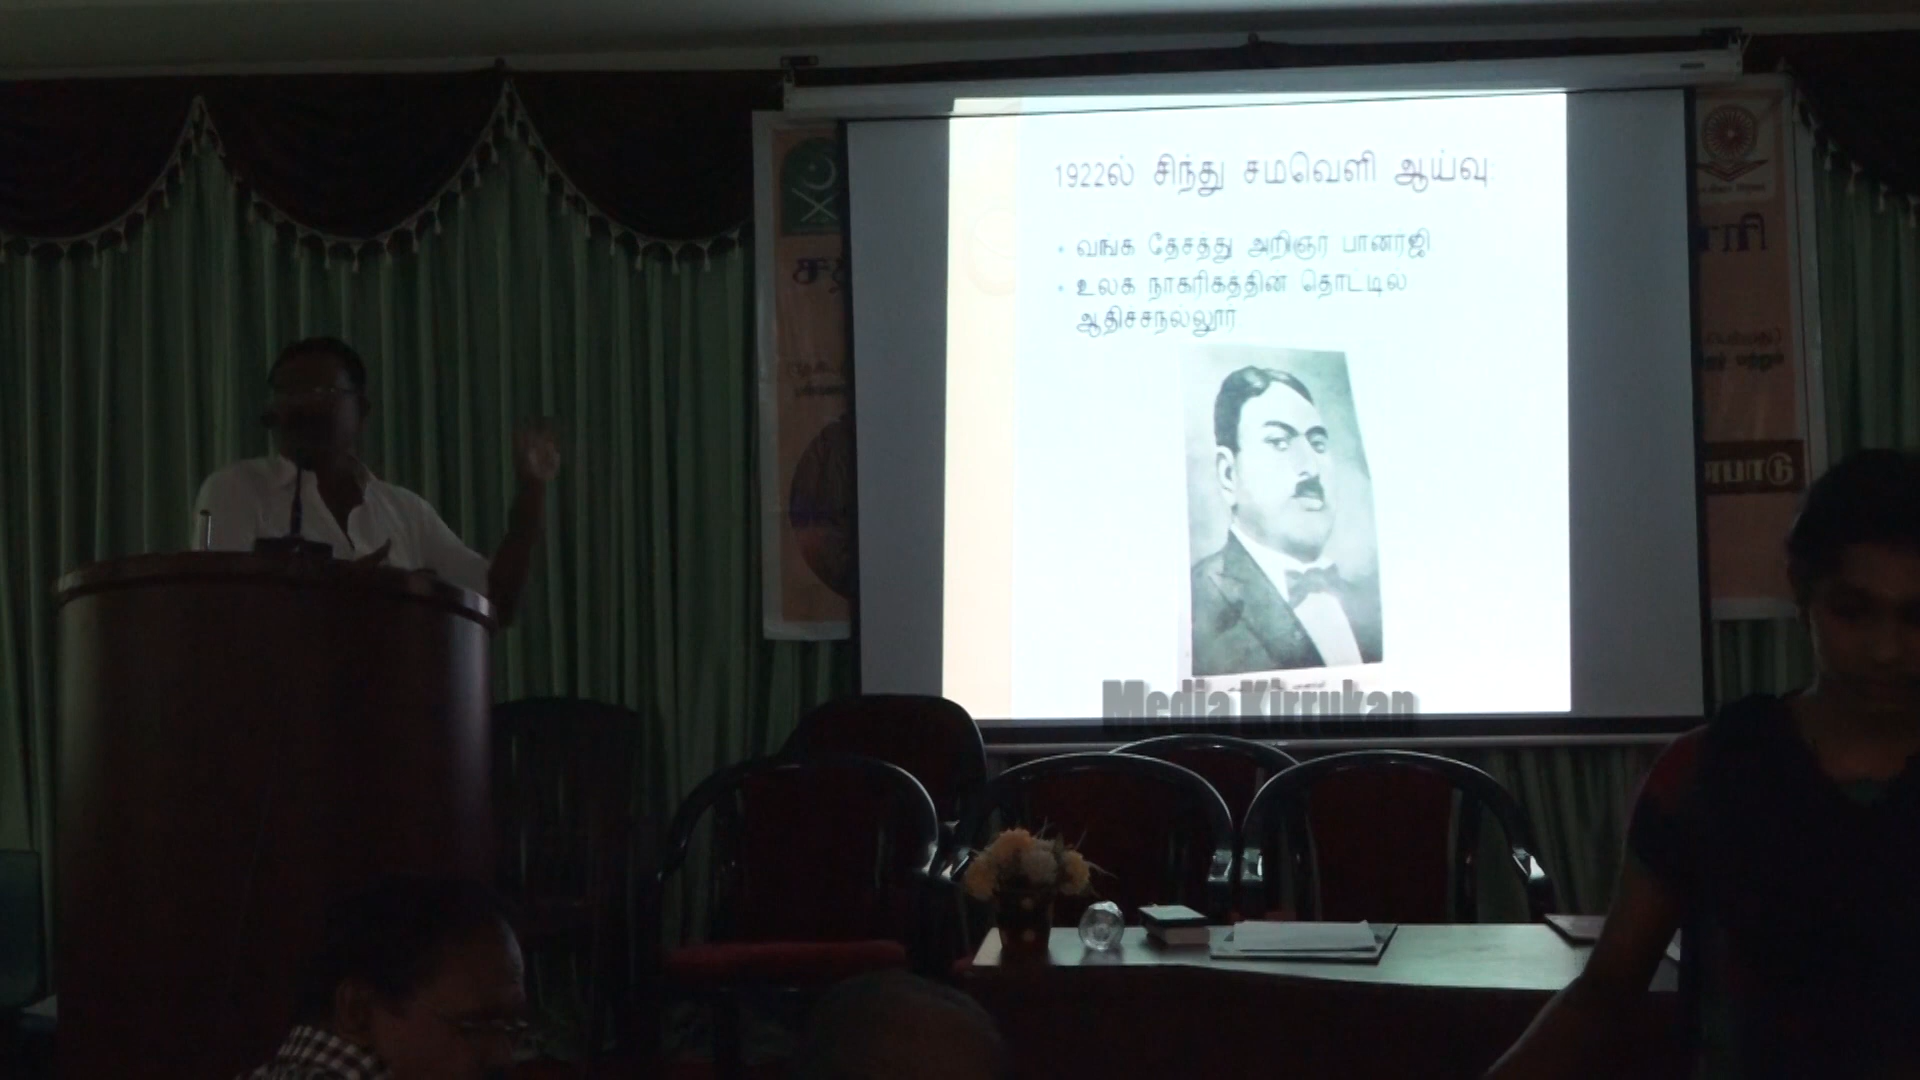 1922ல் சிந்து சமவெளி ஆய்வு
• வங்க தேசத்து அறிஞர் பானர்ஜி
• உலக நாகரிகத்தின் தொட்டில்
ஆதிச்சநல்லூர்
Media Kirrukan